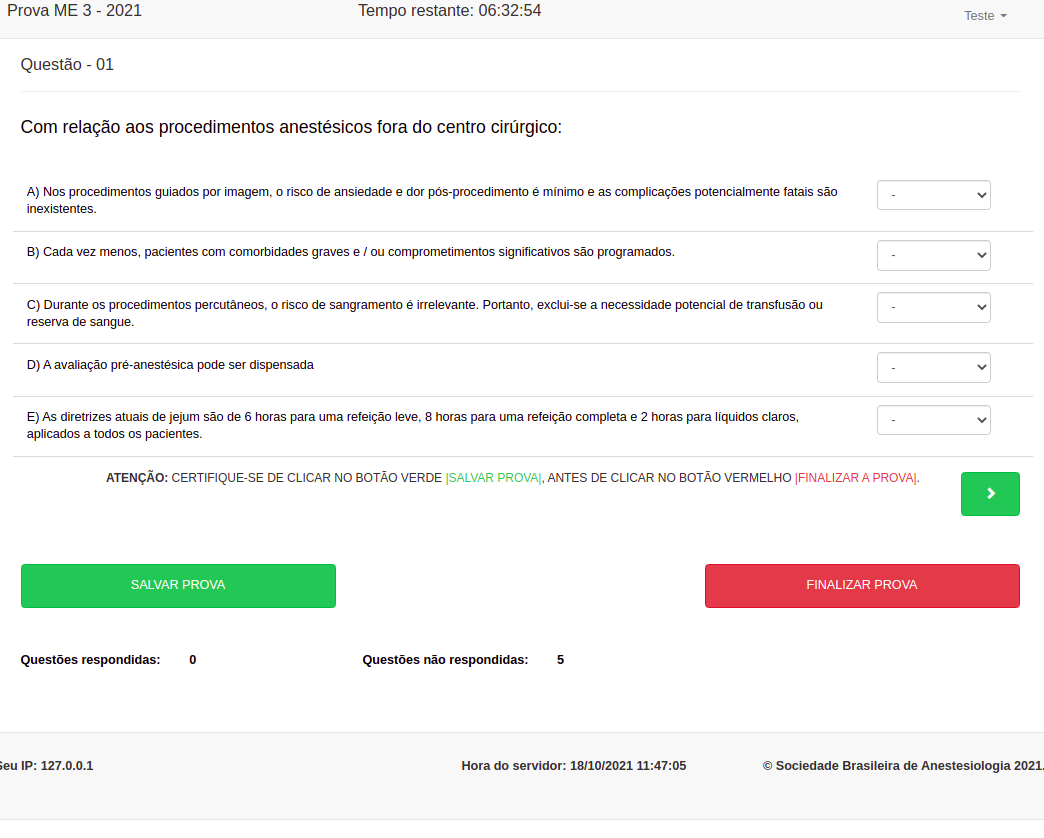 Prova ME 3 - 2021
Tempo restante: 06:32:54
Teste
Questão - 01
Com relação aos procedimentos anestésicos fora do centro cirúrgico:
A) Nos procedimentos guiados por imagem, o risco de ansiedade e dor pós-procedimento é mínimo e as complicações potencialmente fatais são
inexistentes.
-
B) Cada vez menos, pacientes com comorbidades graves e / ou comprometimentos significativos são programados.
-
C) Durante os procedimentos percutâneos, o risco de sangramento é irrelevante. Portanto, exclui-se a necessidade potencial de transfusão ou
reserva de sangue.
-
D) A avaliação pré-anestésica pode ser dispensada
-
E) As diretrizes atuais de jejum são de 6 horas para uma refeição leve, 8 horas para uma refeição completa e 2 horas para líquidos claros,
aplicados a todos os pacientes.
-
ATENÇÃO: CERTIFIQUE-SE DE CLICAR NO BOTÃO VERDE |SALVAR PROVA|, ANTES DE CLICAR NO BOTÃO VERMELHO |FINALIZAR A PROVA|.
SALVAR PROVA
FINALIZAR PROVA
Questões respondidas: 0
Questões não respondidas: 5
Seu IP: 127.0.0.1
Hora do servidor: 18/10/2021 11:47:05
© Sociedade Brasileira de Anestesiologia 2021.